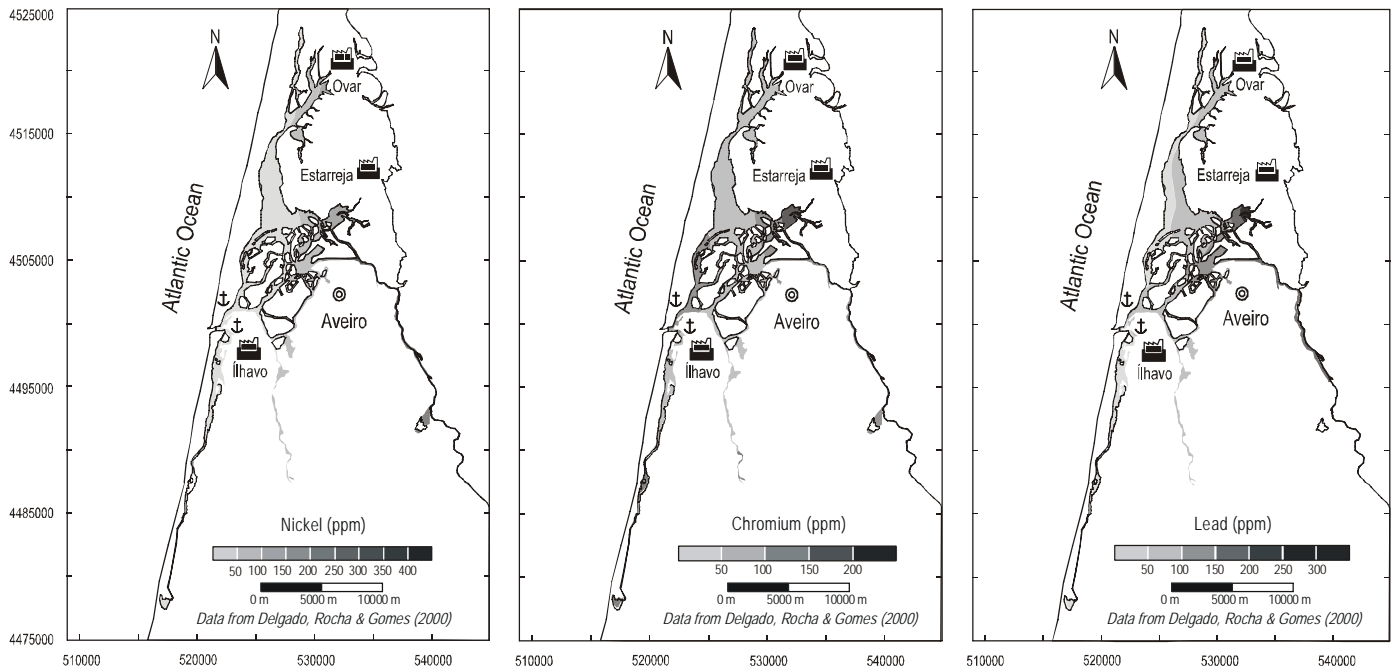 4525000
4515000
4505000
4495000
4485000
4475000
N
Ovar
Estarreja
Atlantic Ocean
Aveiro
Ílhavo
Nickel (ppm)
50 100 150 200 250 300 350 400
0 m 5000 m 10000 m
Data from Delgado, Rocha & Gomes (2000)
510000 520000 530000 540000
N
Ovar
Estarreja
Atlantic Ocean
Aveiro
Ílhavo
Chromium (ppm)
50 100 150 200
0 m 5000 m 10000 m
Data from Delgado, Rocha & Gomes (2000)
510000 520000 530000 540000
N
Ovar
Estarreja
Atlantic Ocean
Aveiro
Ílhavo
Lead (ppm)
50 100 150 200 250 300
0 m 5000 m 10000 m
Data from Delgado, Rocha & Gomes (2000)
510000 520000 530000 540000